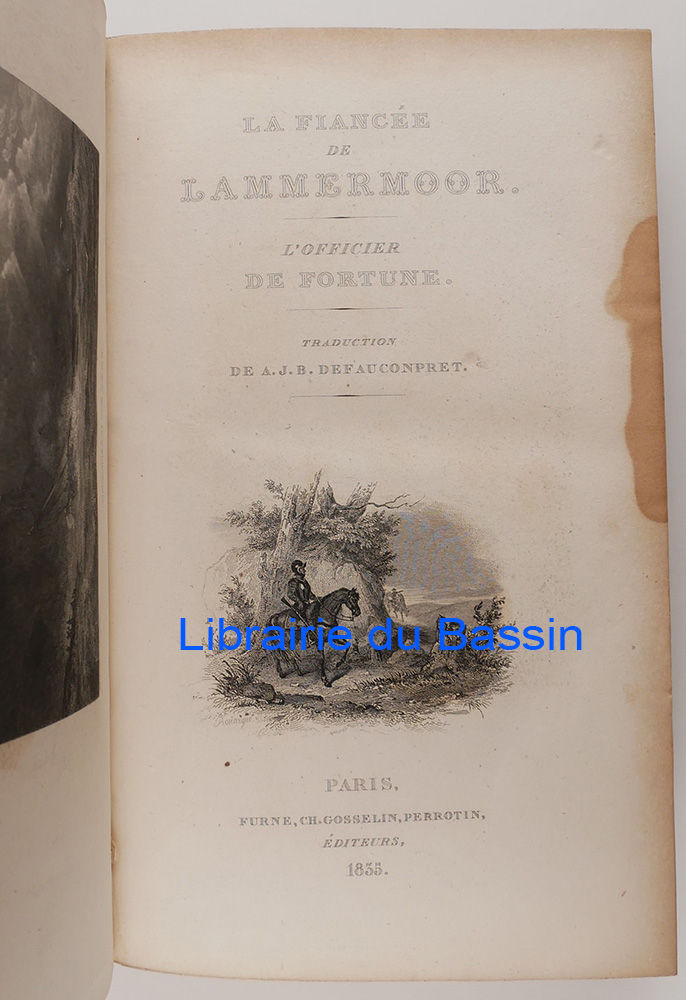 LA FIANCÉE
DE
LAMMERMOOR.
L'OFFICIER
DE FORTUNE.
TRADUCTION
DE A. J. B. DEFAUCONPRET.
Librairie du Bassin
PARIS,
FURNE, CH. GOSSELIN, PERROTIN,
ÉDITEURS,
1835.